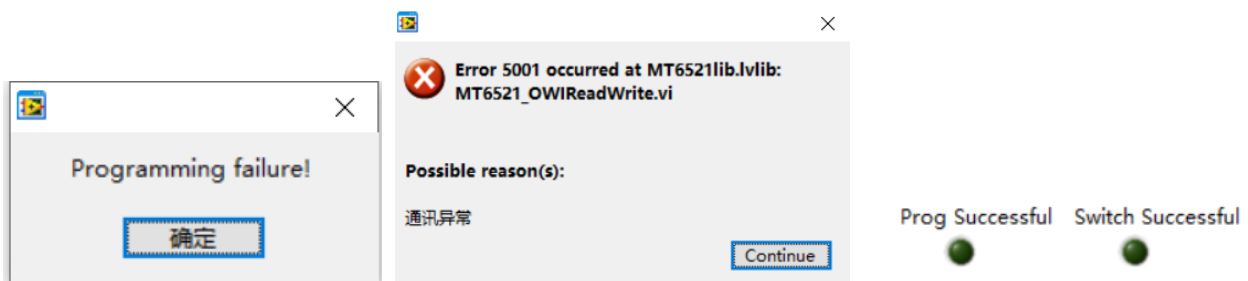 Programming failure!
确定
Error 5001 occurred at MT6521lib.lvlib:
MT6521_OWIReadWrite.vi
Possible reason(s):
通讯异常
Continue
Prog Successful
Switch Successful